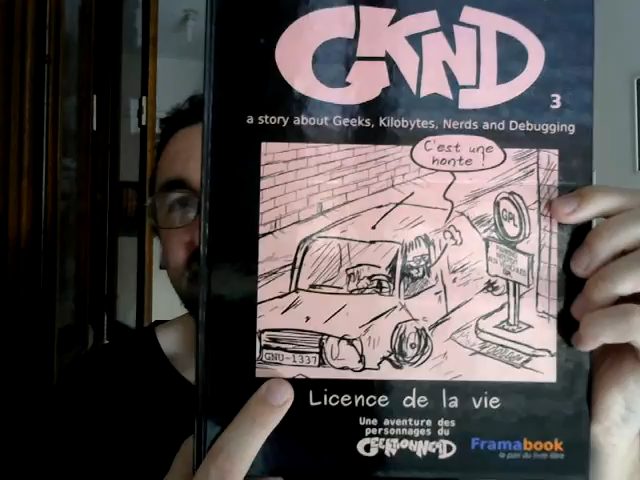 GKND
3
a story about Geeks, Kilobytes, Nerds and Debugging
C'est une
honte !
GPL
GNU-1337
Licence de la vie
Une aventure des
personnages du
GEEKTIONNERD
Framabook
le pari du livre libre